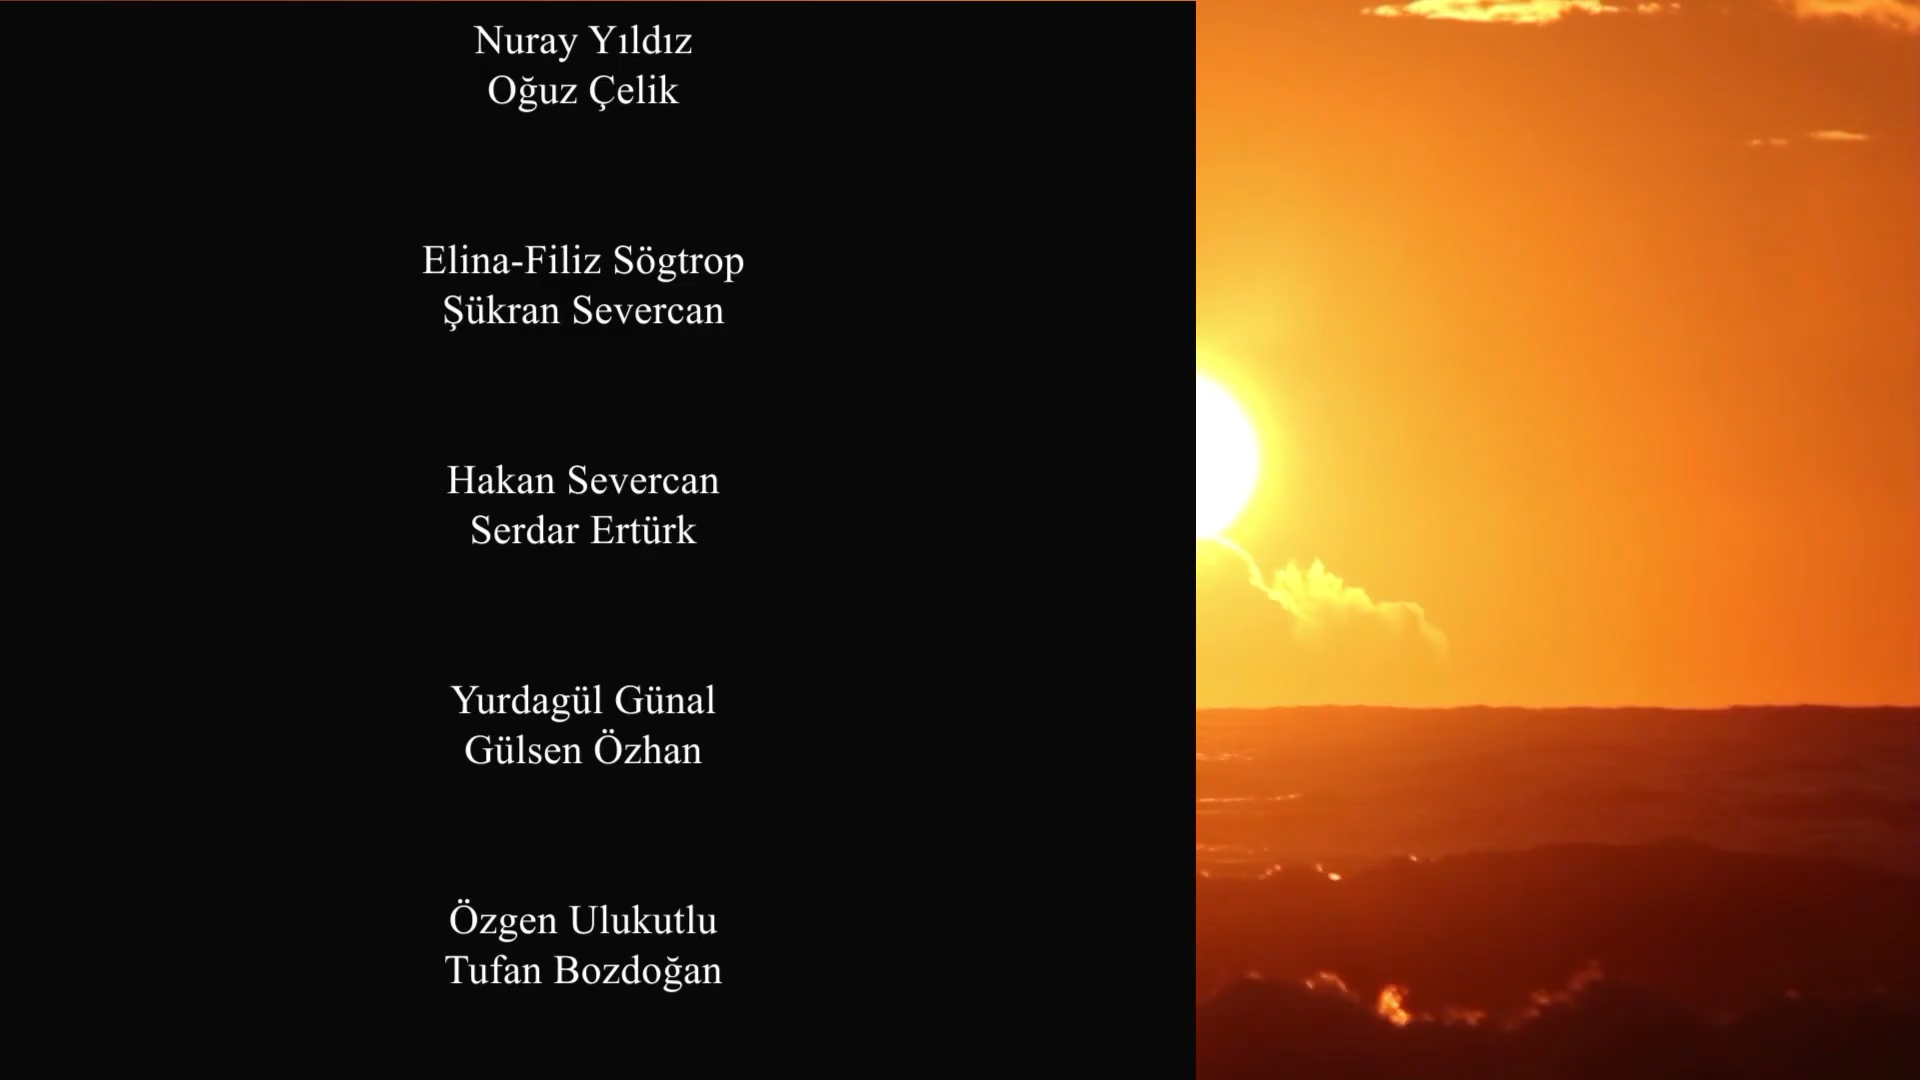 Nuray Yıldız
Oğuz Çelik
Elina-Filiz Sögtrop
Şükran Severcan
Hakan Severcan
Serdar Ertürk
Yurdagül Günal
Gülsen Özhan
Özgen Ulukutlu
Tufan Bozdoğan